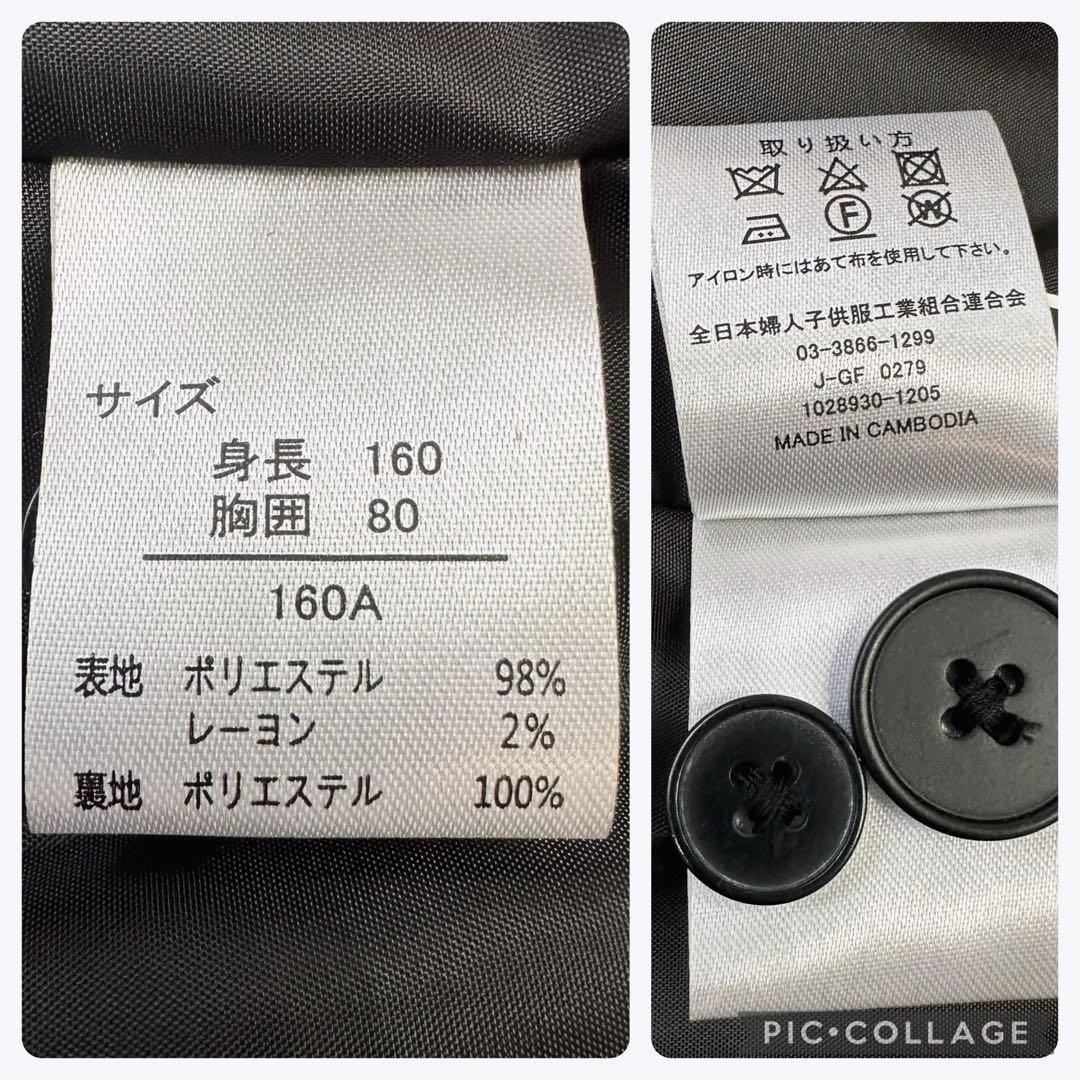 サイズ
身長 160
胸囲 80
160A
表地 ポリエステル 98%
レーヨン 2%
裏地 ポリエステル 100%
取り扱い方
F W
アイロン時にはあて布を使用して下さい。
全日本婦人子供服工業組合連合会
03-3866-1299
J-GF 0279
1028930-1205
MADE IN CAMBODIA
PIC•COLLAGE